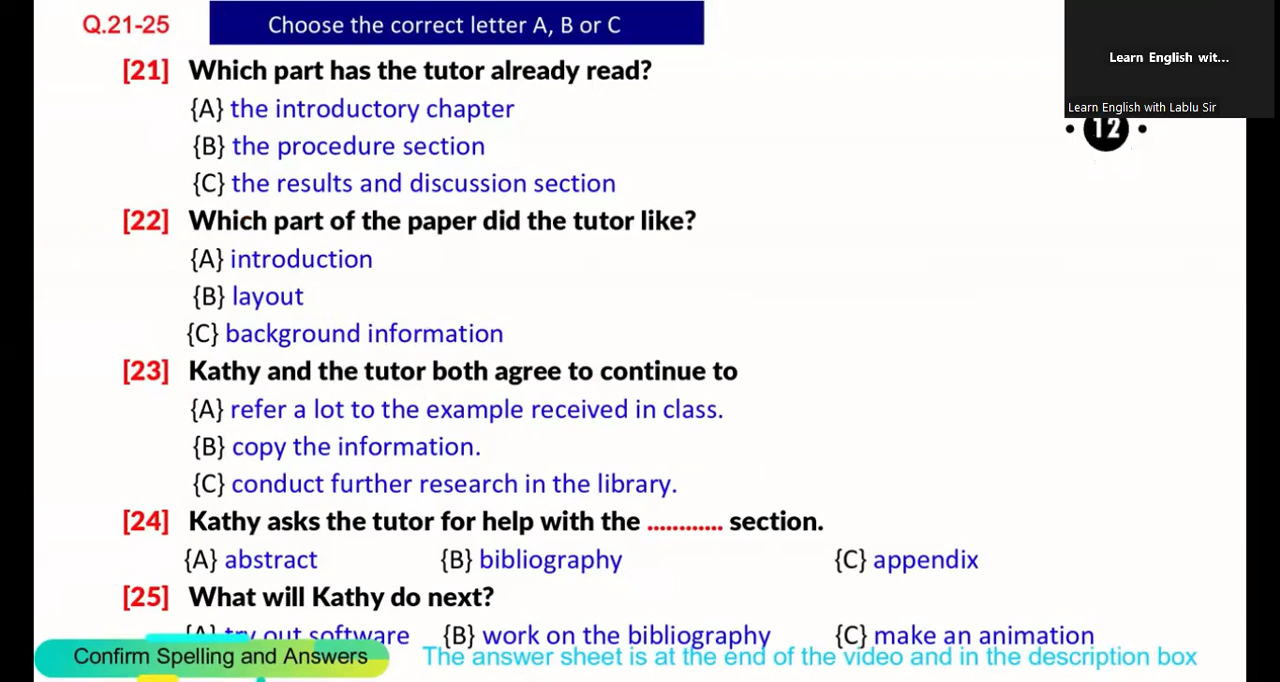 Q.21-25 Choose the correct letter A, B or C
Learn English wit...
Learn English with Lablu Sir
• 12 •
[21] Which part has the tutor already read?
{A} the introductory chapter
{B} the procedure section
{C} the results and discussion section
[22] Which part of the paper did the tutor like?
{A} introduction
{B} layout
{C} background information
[23] Kathy and the tutor both agree to continue to
{A} refer a lot to the example received in class.
{B} copy the information.
{C} conduct further research in the library.
[24] Kathy asks the tutor for help with the ............ section.
{A} abstract {B} bibliography {C} appendix
[25] What will Kathy do next?
{A} try out software {B} work on the bibliography {C} make an animation
Confirm Spelling and Answers The answer sheet is at the end of the video and in the description box